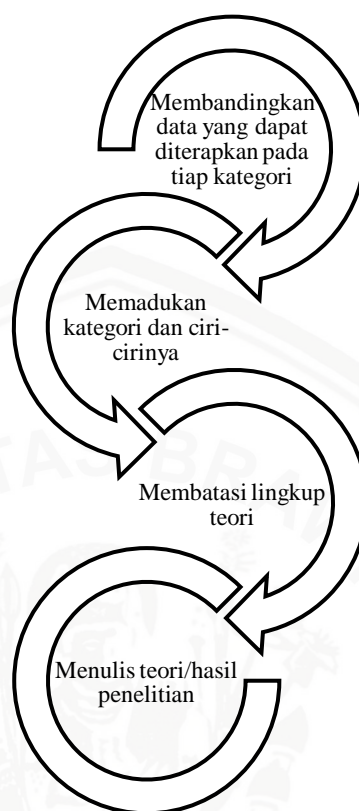 Membandingkan
data yang dapat
diterapkan pada
tiap kategori
Memadukan
kategori dan ciri-
cirinya
Membatasi lingkup
teori
Menulis teori/hasil
penelitian